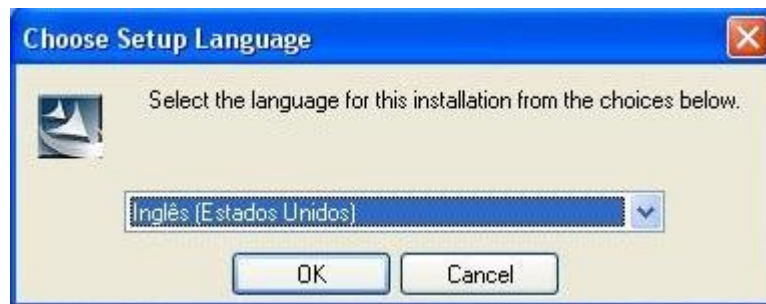 Choose Setup Language
Select the language for this installation from the choices below.
Inglês (Estados Unidos)
OK
Cancel